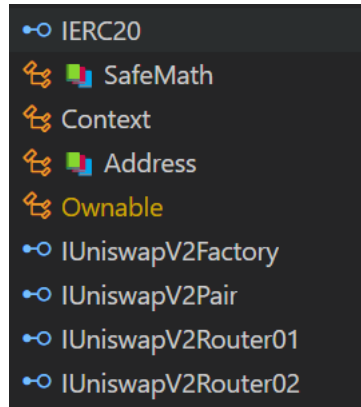 IERC20
SafeMath
Context
Address
Ownable
IUniswapV2Factory
IUniswapV2Pair
IUniswapV2Router01
IUniswapV2Router02